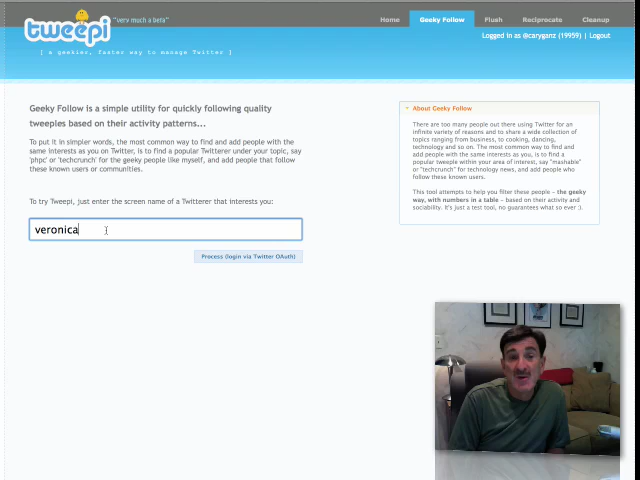 tweepi "very much a beta"
[ a geekier, faster way to manage Twitter ]
Home Geeky Follow Flush Reciprocate Cleanup
Logged in as @caryganz (19959) | Logout
Geeky Follow is a simple utility for quickly following quality
tweeples based on their activity patterns...
To put it in simpler words, the most common way to find and add people with the
same interests as you on Twitter, is to find a popular Twitterer under your topic, say
'phpc' or 'techcrunch' for the geeky people like myself, and add people that follow
these known users or communities.
To try Tweepi, just enter the screen name of a Twitterer that interests you:
veronica
Process (login via Twitter OAuth)
About Geeky Follow
There are too many people out there using Twitter for an
infinite variety of reasons and to share a wide collection of
topics ranging from business, to cooking, dancing,
technology and so on. The most common way to find and
add people with the same interests as you, is to find a
popular tweeple within your area of interest, say "mashable"
or "techcrunch" for technology news, and add people who
follow these known users.
This tool attempts to help you filter these people – the geeky
way, with numbers in a table – based on their activity and
sociability. It's just a test tool, no guarantees what so ever :).